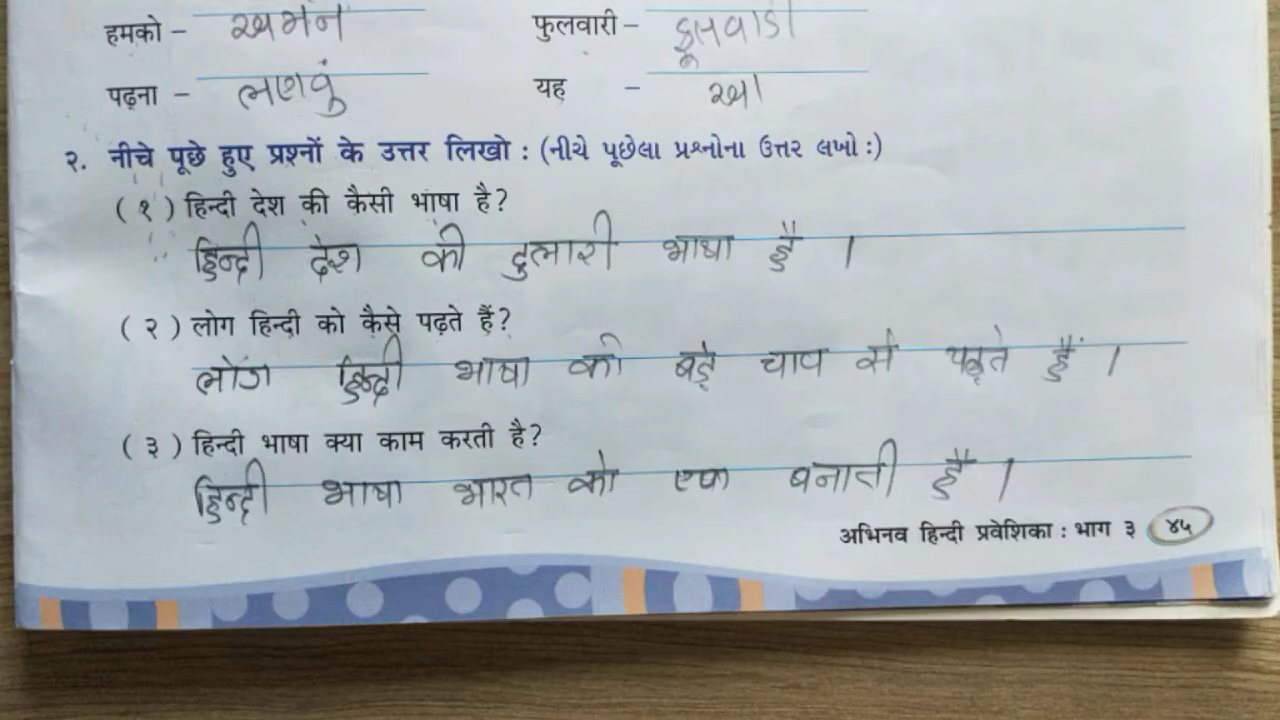 हमको – અમને फुलवारी – ફૂલવાડી
पढ़ना – ભણવું यह – આ
२. नीचे पूछे हुए प्रश्नों के उत्तर लिखो : (નીચે પૂછેલા પ્રશ્નોના ઉત્તર લખો :)
( १ ) हिन्दी देश की कैसी भाषा है?
हिन्दी देश की दुलारी भाषा है ।
( २ ) लोग हिन्दी को कैसे पढ़ते हैं?
लोग हिन्दी भाषा को बड़े चाव से पढ़ते हैं ।
( ३ ) हिन्दी भाषा क्या काम करती है?
हिन्दी भाषा भारत को एक बनाती है ।
अभिनव हिन्दी प्रवेशिका : भाग ३ ४५